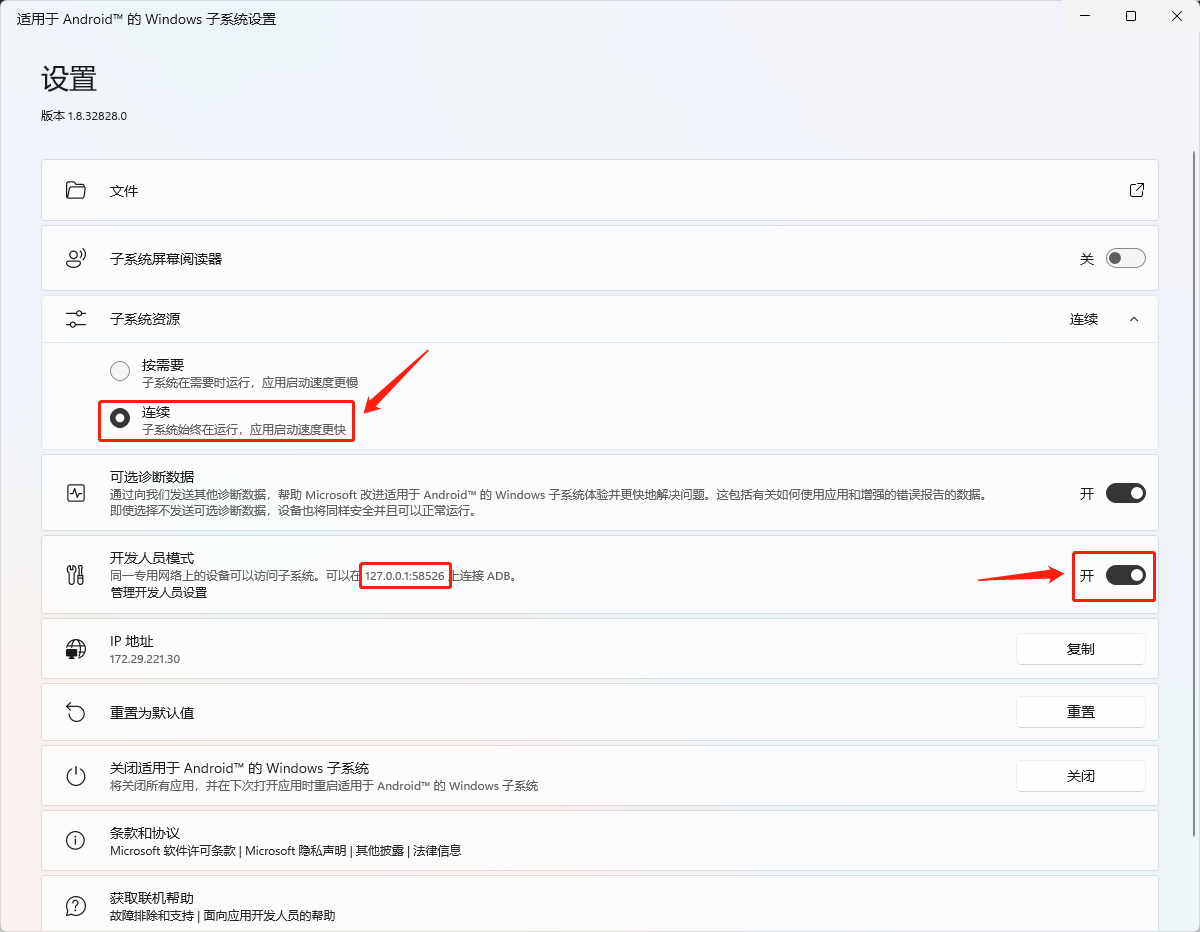 适用于 Android™ 的 Windows 子系统设置
设置
版本 1.8.32828.0
文件
子系统屏幕阅读器
关
子系统资源
连续
按需要
子系统在需要时运行，应用启动速度更慢
连续
子系统始终在运行，应用启动速度更快
可选诊断数据
通过向我们发送其他诊断数据，帮助 Microsoft 改进适用于 Android™ 的 Windows 子系统体验并更快地解决问题。这包括有关如何使用应用和增强的错误报告的数据。
即使选择不发送可选诊断数据，设备也将同样安全并且可以正常运行。
开
开发人员模式
同一专用网络上的设备可以访问子系统。可以在 127.0.0.1:58526 上连接 ADB。
管理开发人员设置
开
IP 地址
172.29.221.30
复制
重置为默认值
重置
关闭适用于 Android™ 的 Windows 子系统
将关闭所有应用，并在下次打开应用时重启适用于 Android™ 的 Windows 子系统
关闭
条款和协议
Microsoft 软件许可条款 | Microsoft 隐私声明 | 其他披露 | 法律信息
获取联机帮助
故障排除和支持 | 面向应用开发人员的帮助